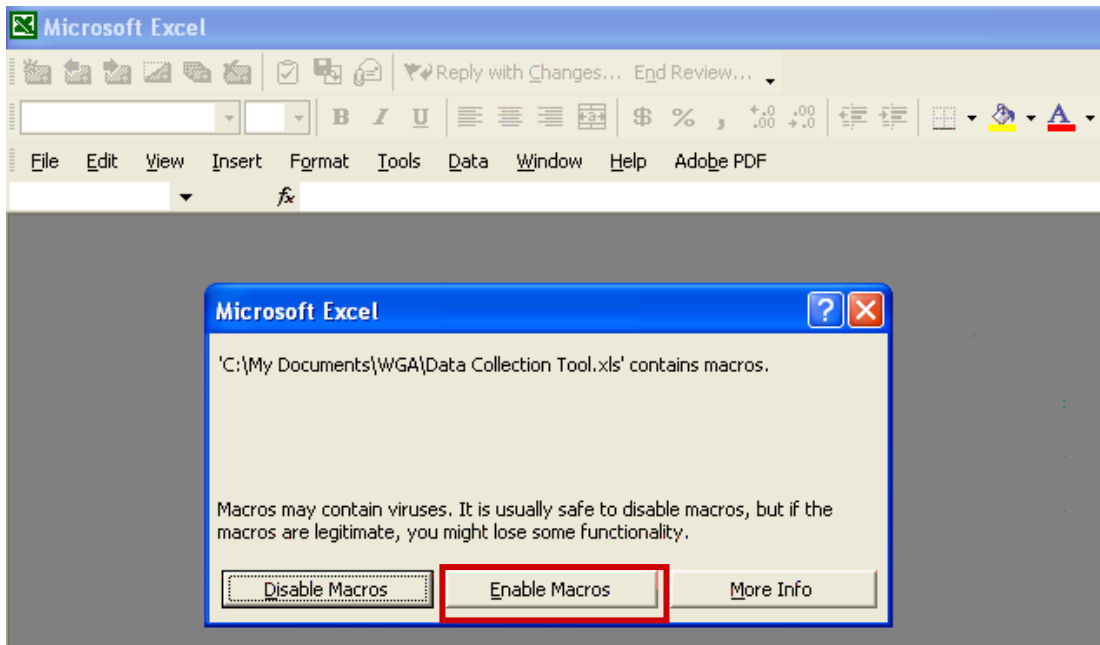 Microsoft Excel
Reply with Changes... End Review...
B I U $ % , .00 .00 A
File Edit View Insert Format Tools Data Window Help Adobe PDF
fx
Microsoft Excel ?
'C:\My Documents\WGA\Data Collection Tool.xls' contains macros.
Macros may contain viruses. It is usually safe to disable macros, but if the
macros are legitimate, you might lose some functionality.
Disable Macros Enable Macros More Info